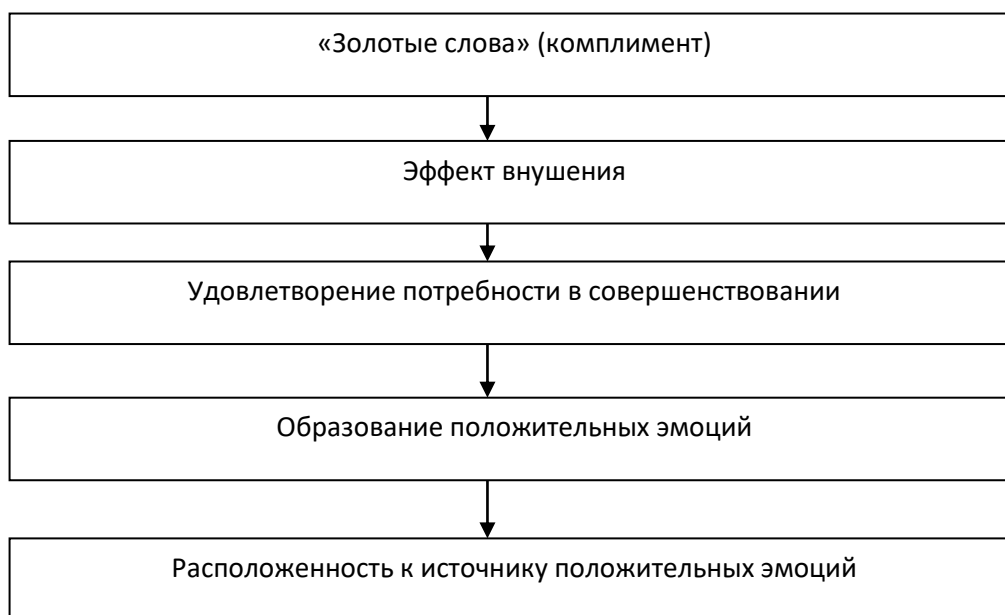 «Золотые слова» (комплимент)
Эффект внушения
Удовлетворение потребности в совершенствовании
Образование положительных эмоций
Расположенность к источнику положительных эмоций